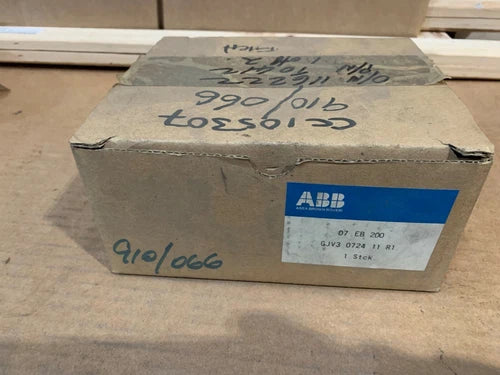 CC105307
910/066
ABB
ASEA BROWN BOVERI
07 EB 200
GJV3 0724 11 R1
1 Stck
910/066